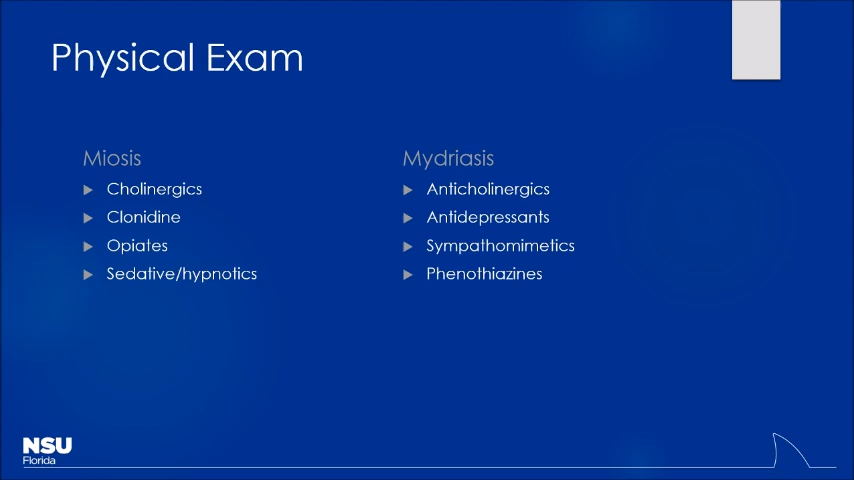 Physical Exam
Miosis
Cholinergics
Clonidine
Opiates
Sedative/hypnotics
Mydriasis
Anticholinergics
Antidepressants
Sympathomimetics
Phenothiazines
NSU
Florida